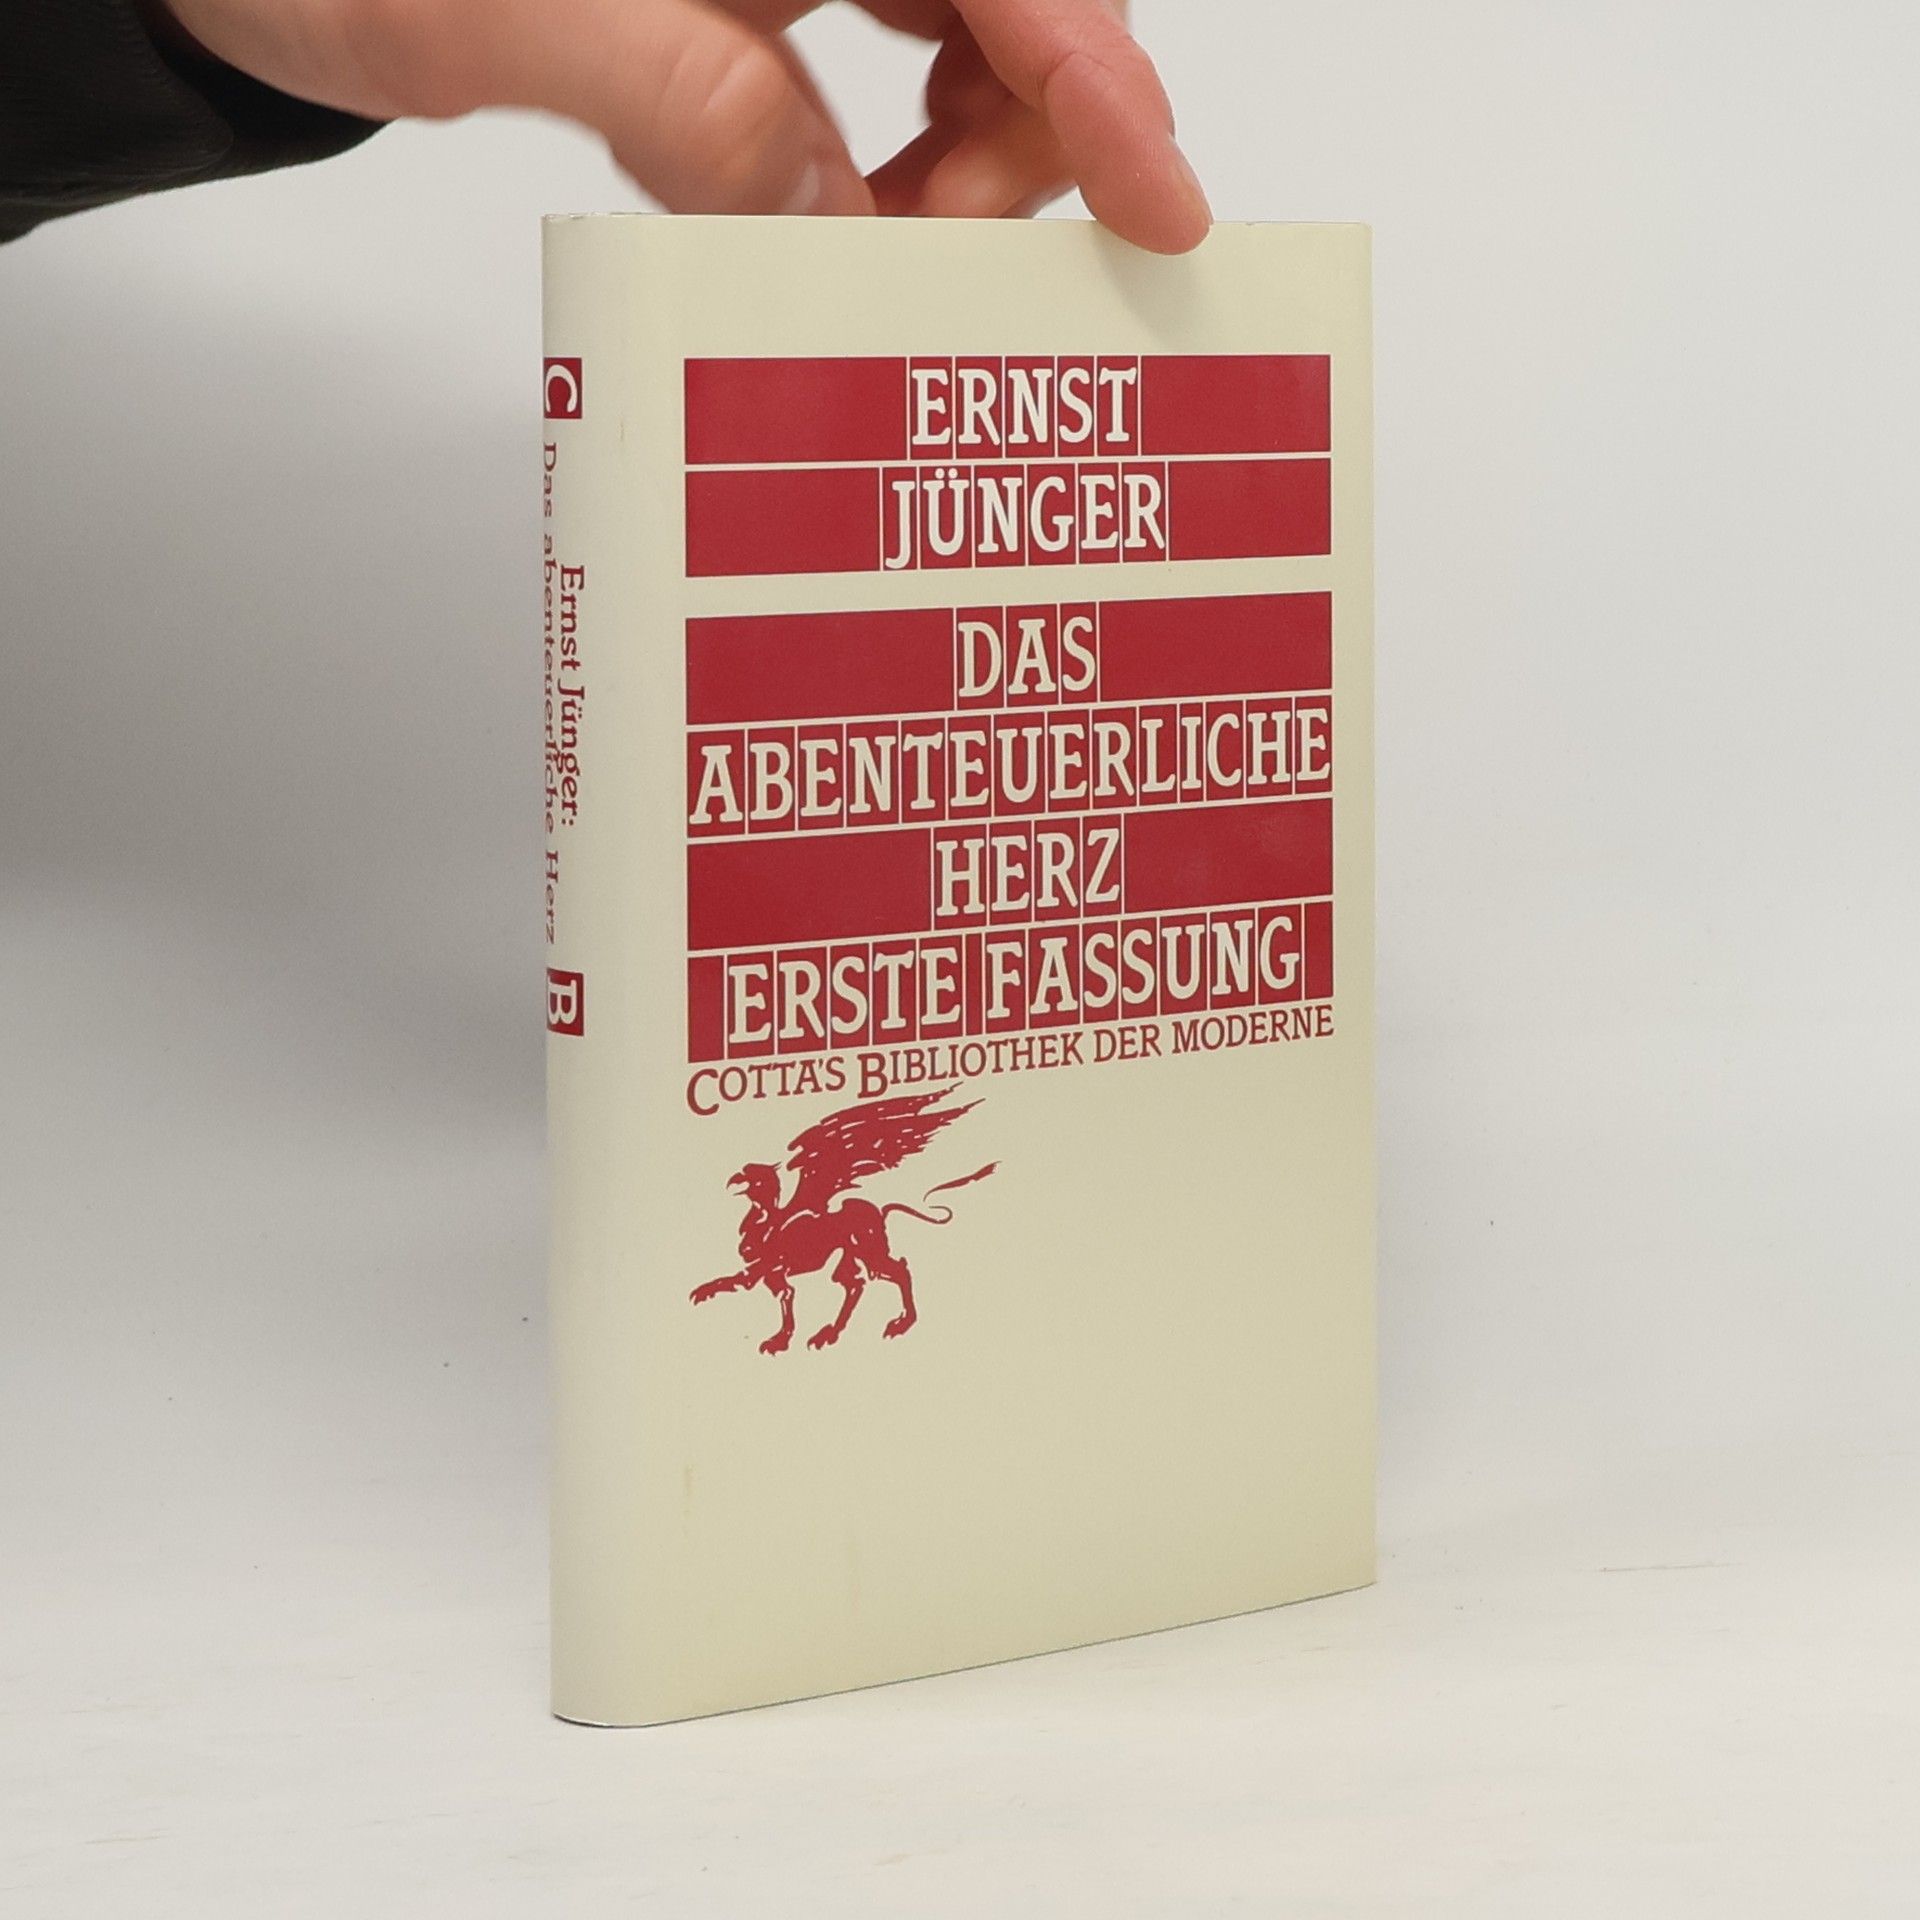 C
Ernst Jünger:
Das abenteuerliche Herz
B
ERNST
JÜNGER
DAS
ABENTEUERLICHE
HERZ
ERSTE FASSUNG
COTTA'S BIBLIOTHEK DER MODERNE